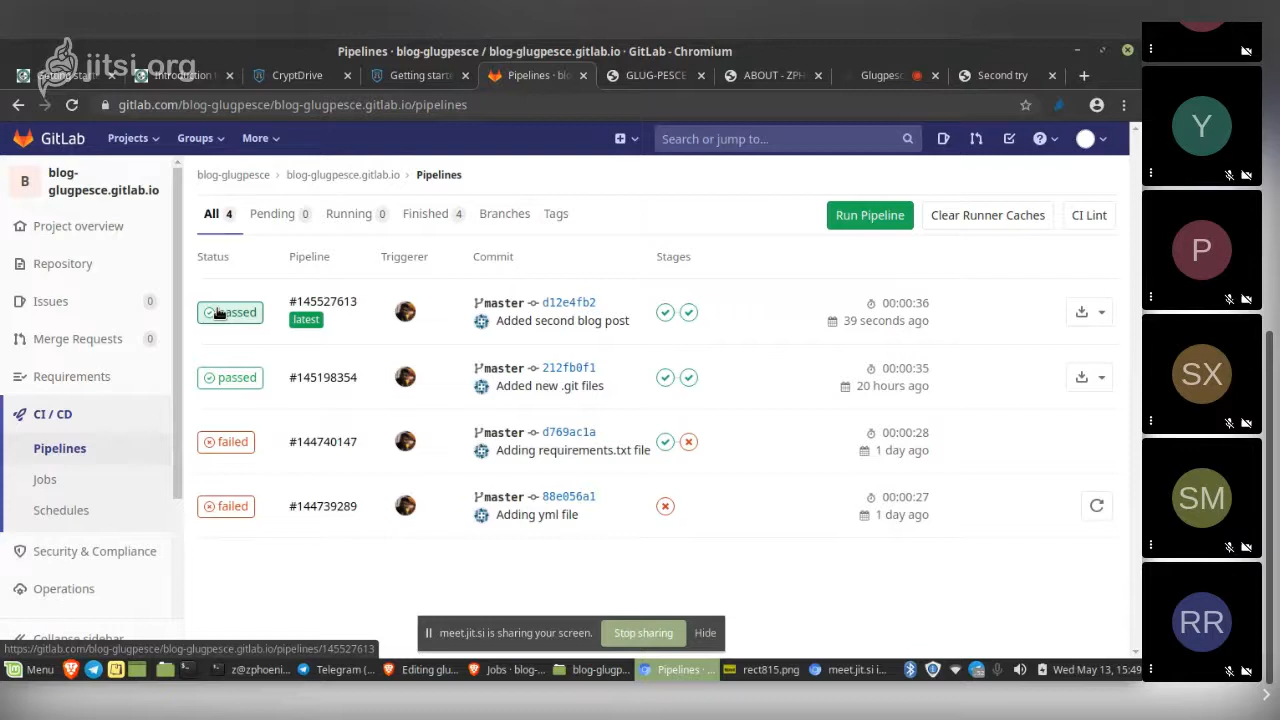 Pipelines · blog-glugpesce / blog-glugpesce.gitlab.io · GitLab - Chromium
jitsi.org
Introduction
CryptDrive
Getting starte
Pipelines · blo
GLUG-PESCE
ABOUT - ZPH
Glugpes
Second try
gitlab.com/blog-glugpesce/blog-glugpesce.gitlab.io/pipelines
GitLab
Projects
Groups
More
Search or jump to...
B
blog-
glugpesce.gitlab.io
Project overview
Repository
Issues 0
Merge Requests 0
Requirements
CI / CD
Pipelines
Jobs
Schedules
Security & Compliance
Operations
Collapse sidebar
blog-glugpesce › blog-glugpesce.gitlab.io › Pipelines
All 4
Pending 0
Running 0
Finished 4
Branches
Tags
Run Pipeline
Clear Runner Caches
CI Lint
Status
Pipeline
Triggerer
Commit
Stages
passed
#145527613
latest
master d12e4fb2
Added second blog post
00:00:36
39 seconds ago
passed
#145198354
master 212fb0f1
Added new .git files
00:00:35
20 hours ago
failed
#144740147
master d769ac1a
Adding requirements.txt file
00:00:28
1 day ago
failed
#144739289
master 88e056a1
Adding yml file
00:00:27
1 day ago
meet.jit.si is sharing your screen.
Stop sharing
Hide
https://gitlab.com/blog-glugpesce/blog-glugpesce.gitlab.io/pipelines/145527613
Menu
z@zphoeni...
Telegram (...
Editing glu...
Jobs · blog-...
blog-glugp...
Pipelines · ...
rect815.png
meet.jit.si i...
Wed May 13, 15:49
Y
P
SX
SM
RR